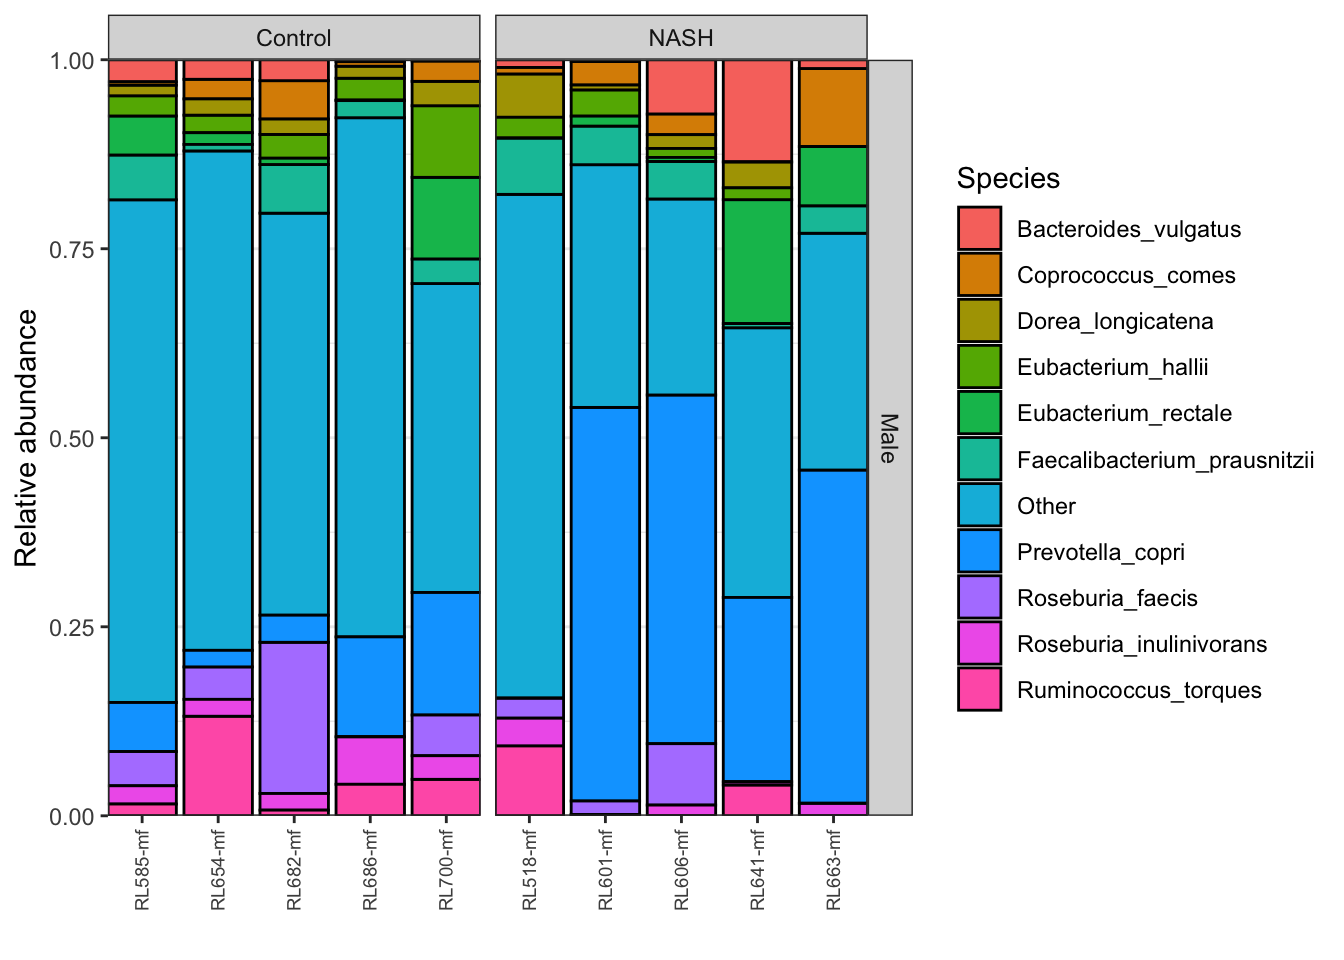 Control
NASH
Male
Relative abundance
1.00
0.75
0.50
0.25
0.00
RL585-mf
RL654-mf
RL682-mf
RL686-mf
RL700-mf
RL518-mf
RL601-mf
RL606-mf
RL641-mf
RL663-mf
Species
Bacteroides_vulgatus
Coprococcus_comes
Dorea_longicatena
Eubacterium_hallii
Eubacterium_rectale
Faecalibacterium_prausnitzii
Other
Prevotella_copri
Roseburia_faecis
Roseburia_inulinivorans
Ruminococcus_torques